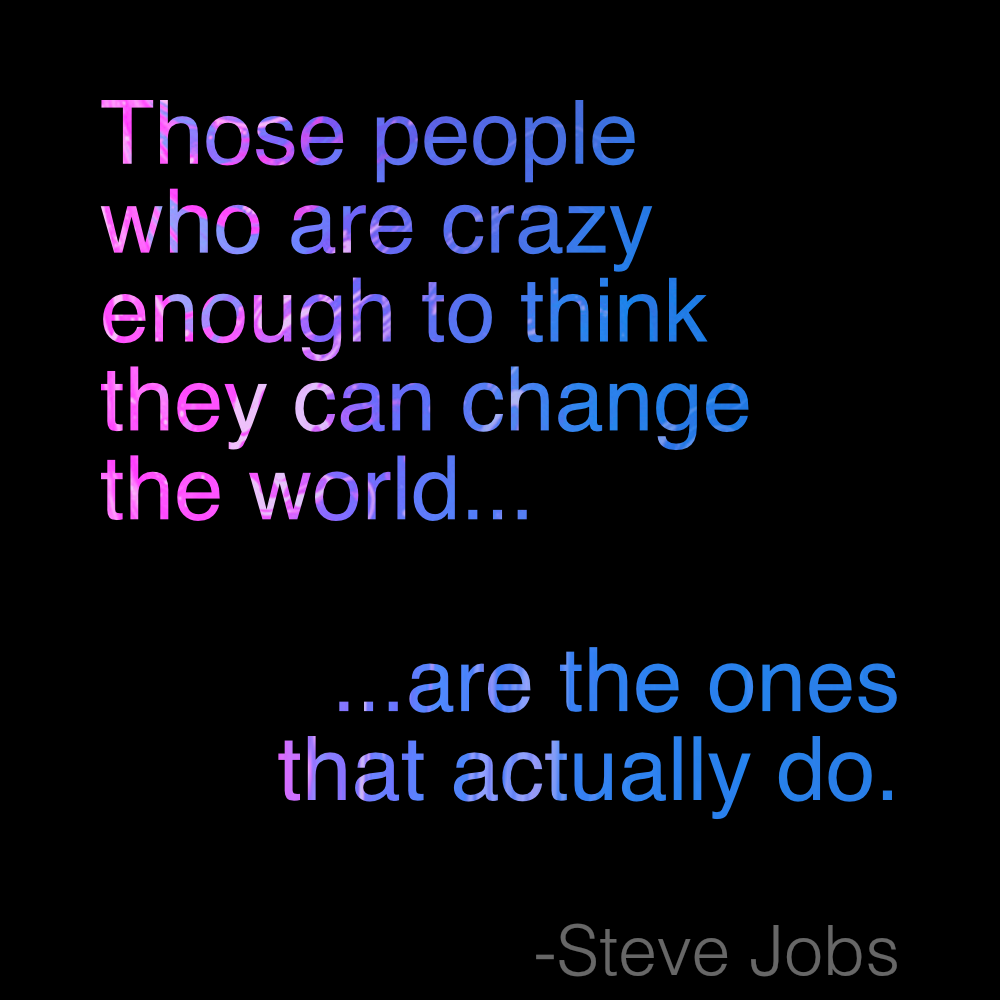 Those people
who are crazy
enough to think
they can change
the world...
...are the ones
that actually do.
-Steve Jobs